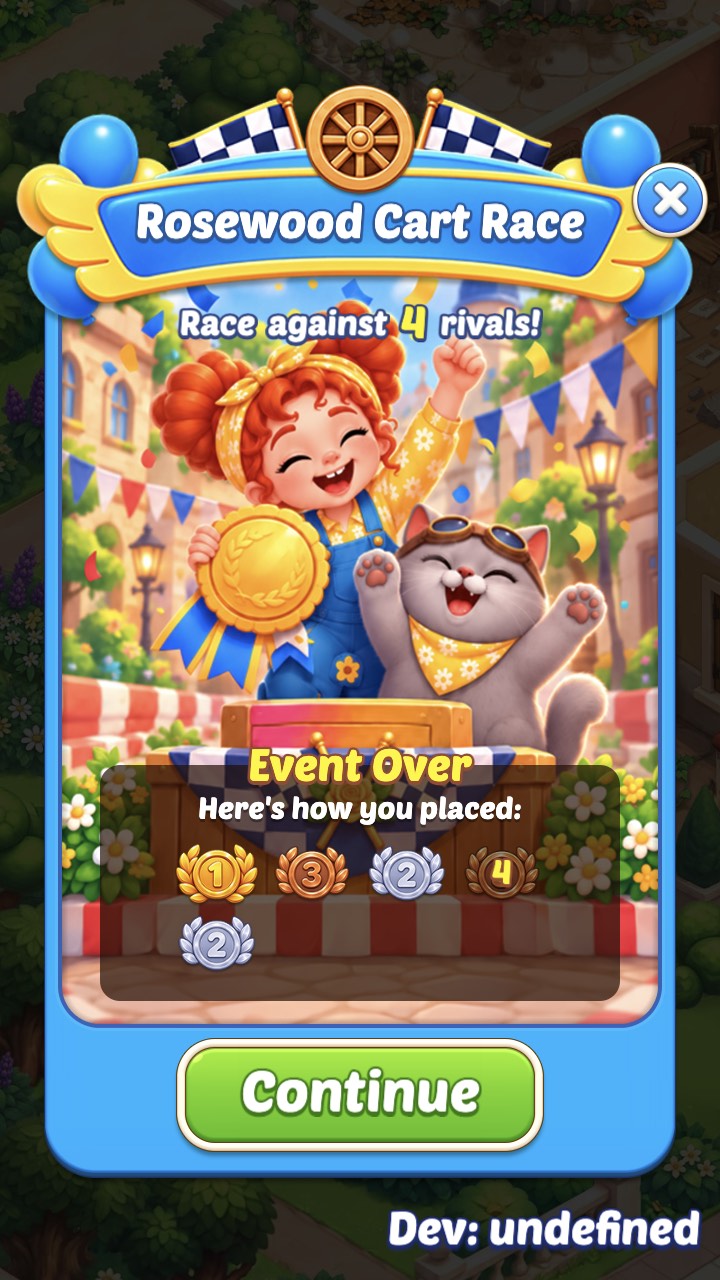 Rosewood Cart Race
Race against 4 rivals!
Event Over
Here's how you placed:
1 3 2 4
2
Continue
Dev: undefined